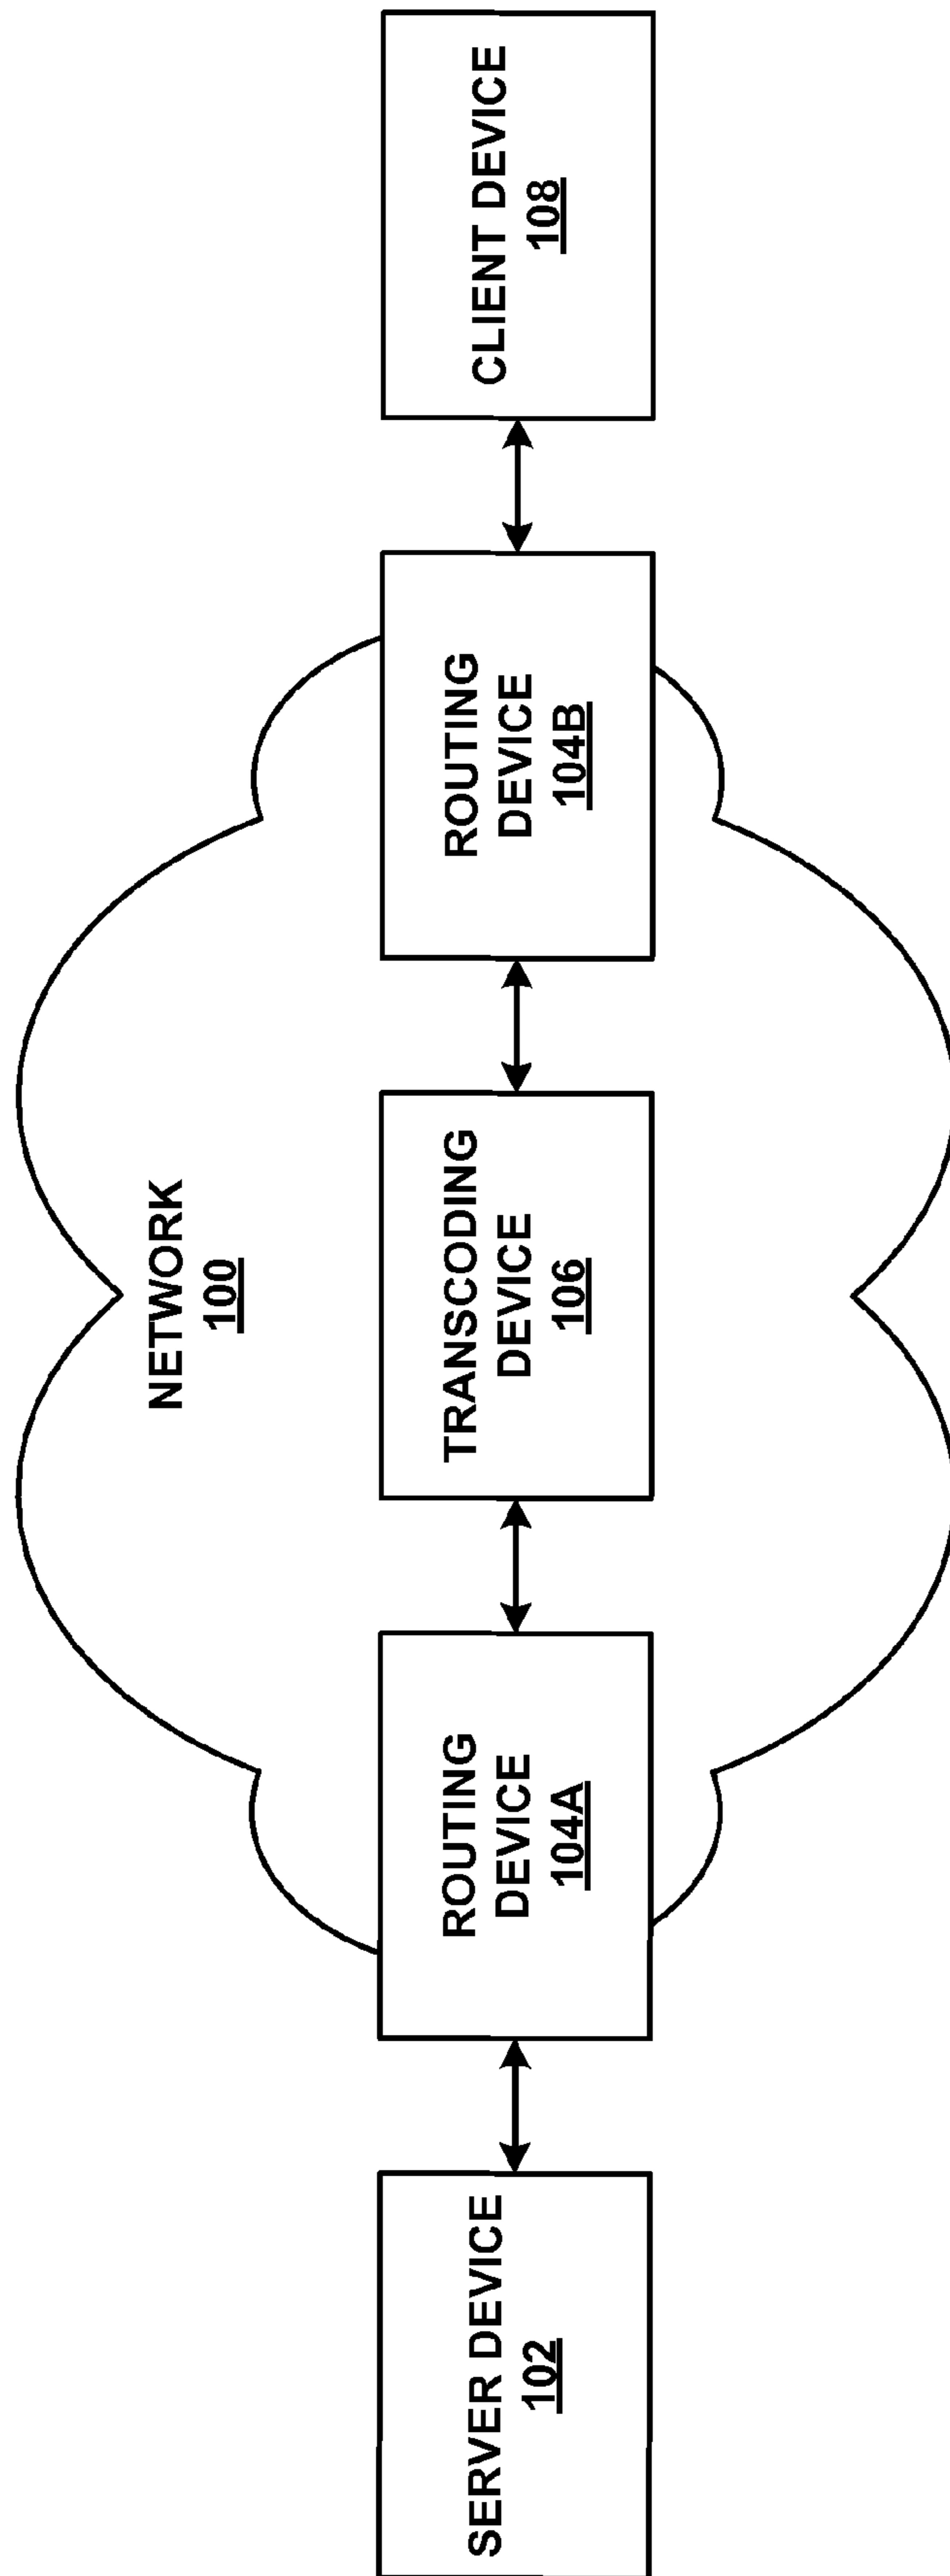 NETWORK
100
SERVER DEVICE
102
ROUTING
DEVICE
104A
TRANSCODING
DEVICE
106
ROUTING
DEVICE
104B
CLIENT DEVICE
108